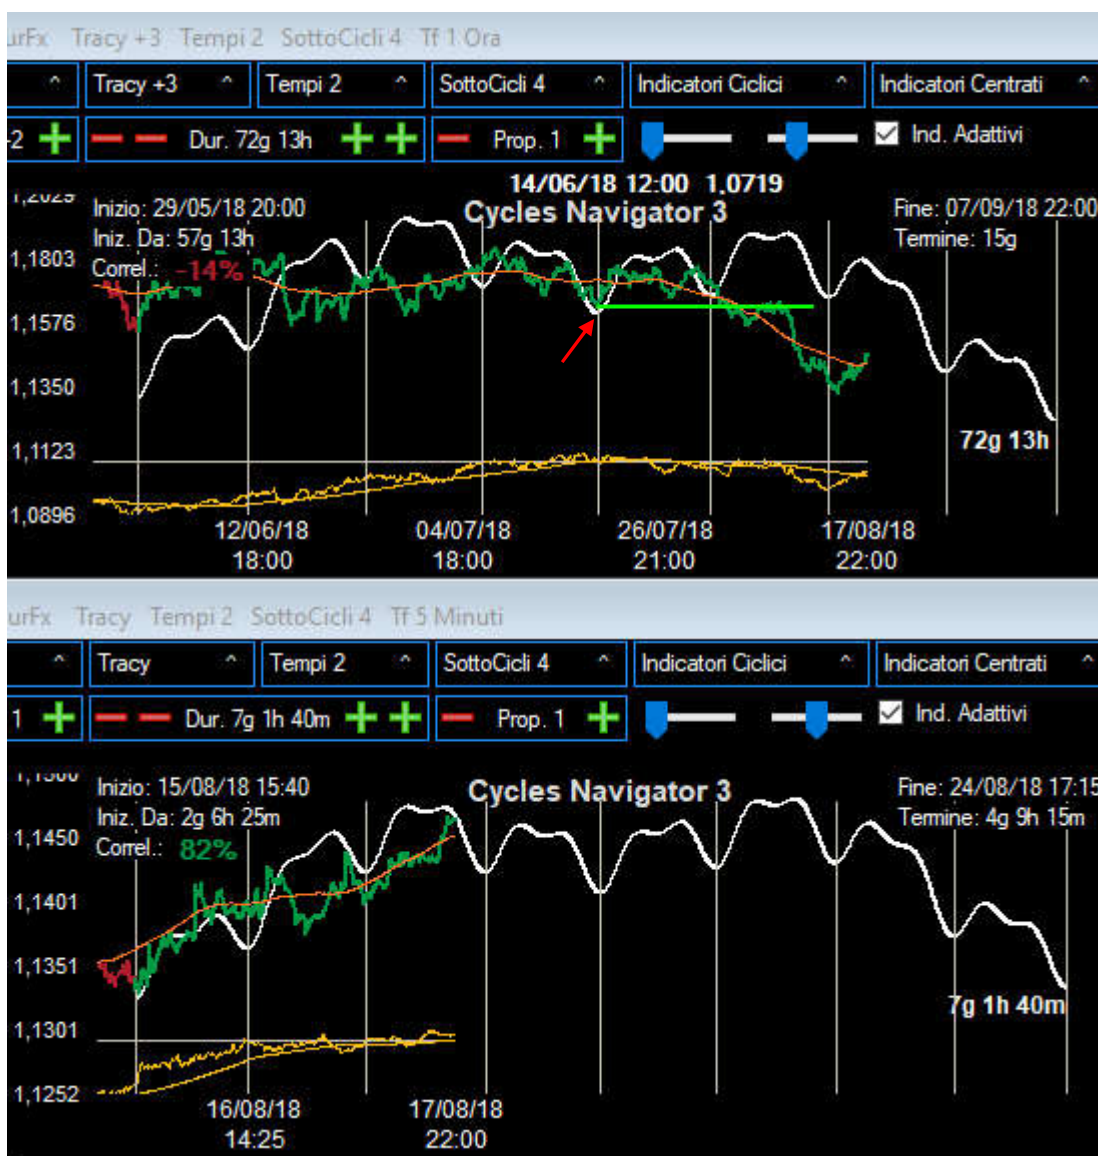 urFx Tracy +3 Tempi 2 SottoCicli 4 Tf 1 Ora
^ Tracy +3 ^ Tempi 2 ^ SottoCicli 4 ^ Indicatori Ciclici ^ Indicatori Centrati ^
-2 Dur. 72g 13h Prop. 1 Ind. Adattivi
14/06/18 12:00 1,0719
Cycles Navigator 3
Inizio: 29/05/18 20:00
Iniz. Da: 57g 13h
Correl.: -14%
Fine: 07/09/18 22:00
Termine: 15g
1,2029
1,1803
1,1576
1,1350
1,1123
1,0896
72g 13h
12/06/18 04/07/18 26/07/18 17/08/18
18:00 18:00 21:00 22:00
urFx Tracy Tempi 2 SottoCicli 4 Tf 5 Minuti
^ Tracy ^ Tempi 2 ^ SottoCicli 4 ^ Indicatori Ciclici ^ Indicatori Centrati ^
1 Dur. 7g 1h 40m Prop. 1 Ind. Adattivi
Cycles Navigator 3
Inizio: 15/08/18 15:40
Iniz. Da: 2g 6h 25m
Correl.: 82%
Fine: 24/08/18 17:15
Termine: 4g 9h 15m
1,1450
1,1401
1,1351
1,1301
1,1252
7g 1h 40m
16/08/18 17/08/18
14:25 22:00